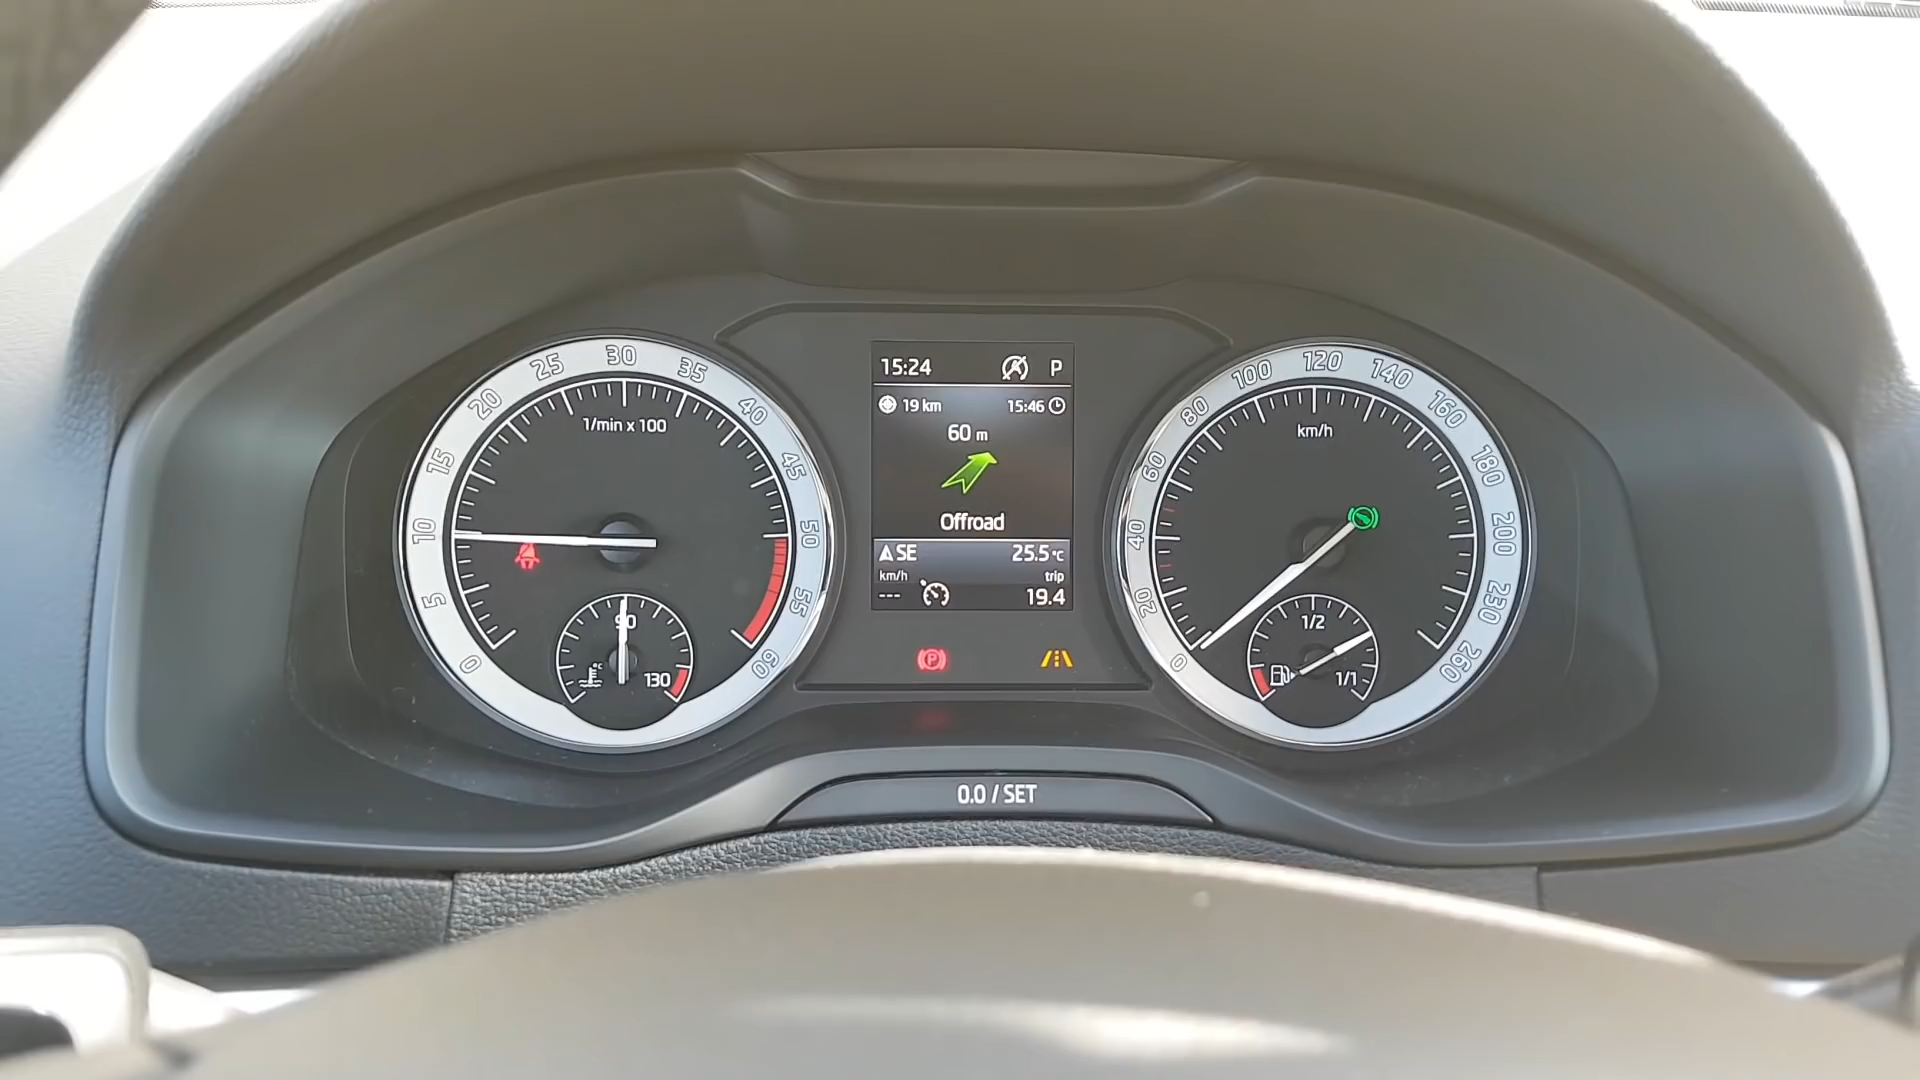 0 5 10 15 20 25 30 35 40 45 50 55 60
1/min x 100
90
130
°C
15:24 P
19 km 15:46
60 m
Offroad
SE 25.5 °C
km/h trip
--- 19.4
P
0 20 40 60 80 100 120 140 160 180 200 230 260
km/h
1/2
1/1
0.0 / SET